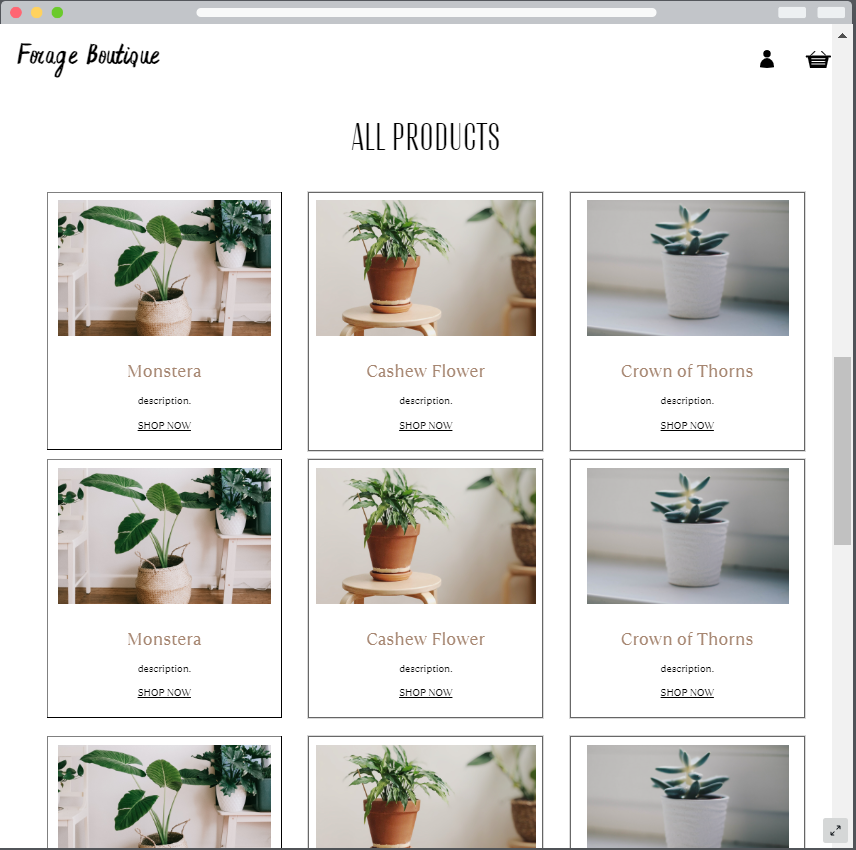 Forage Boutique
ALL PRODUCTS
Monstera
description.
SHOP NOW
Cashew Flower
description.
SHOP NOW
Crown of Thorns
description.
SHOP NOW
Monstera
description.
SHOP NOW
Cashew Flower
description.
SHOP NOW
Crown of Thorns
description.
SHOP NOW